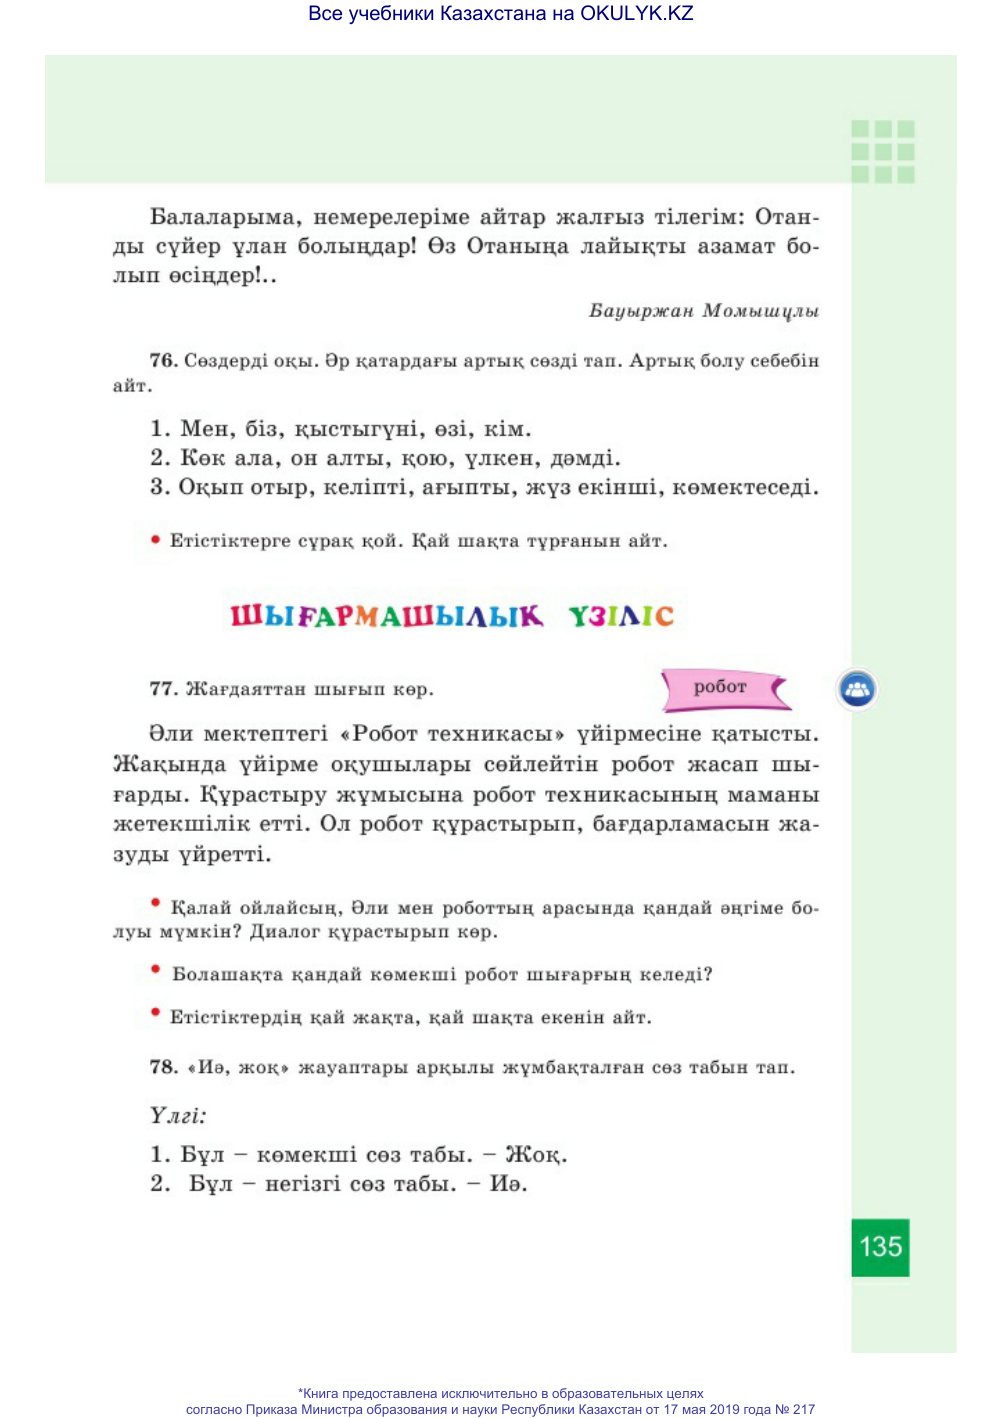 Все учебники Казахстана на OKULYK.KZ
Балаларыма, немерелеріме айтар жалғыз тілегім: Отан-
ды сүйер ұлан болыңдар! Өз Отаныңа лайықты азамат бо-
лып өсіңдер!..
Бауыржан Момышұлы
76. Сөздерді оқы. Әр қатардағы артық сөзді тап. Артық болу себебін
айт.
1. Мен, біз, қыстыгүні, өзі, кім.
2. Көк ала, он алты, қою, үлкен, дәмді.
3. Оқып отыр, келіпті, ағыпты, жүз екінші, көмектеседі.
• Етістіктерге сұрақ қой. Қай шақта тұрғанын айт.
ШЫҒАРМАШЫЛЫҚ ҮЗІЛІС
77. Жағдаяттан шығып көр.
робот
Әли мектептегі «Робот техникасы» үйірмесіне қатысты.
Жақында үйірме оқушылары сөйлейтін робот жасап шы-
ғарды. Құрастыру жұмысына робот техникасының маманы
жетекшілік етті. Ол робот құрастырып, бағдарламасын жа-
зуды үйретті.
• Қалай ойлайсың, Әли мен роботтың арасында қандай әңгіме бо-
луы мүмкін? Диалог құрастырып көр.
• Болашақта қандай көмекші робот шығарғың келеді?
• Етістіктердің қай жақта, қай шақта екенін айт.
78. «Иә, жоқ» жауаптары арқылы жұмбақталған сөз табын тап.
Үлгі:
1. Бұл – көмекші сөз табы. – Жоқ.
2. Бұл – негізгі сөз табы. – Иә.
135
*Книга предоставлена исключительно в образовательных целях
согласно Приказа Министра образования и науки Республики Казахстан от 17 мая 2019 года № 217